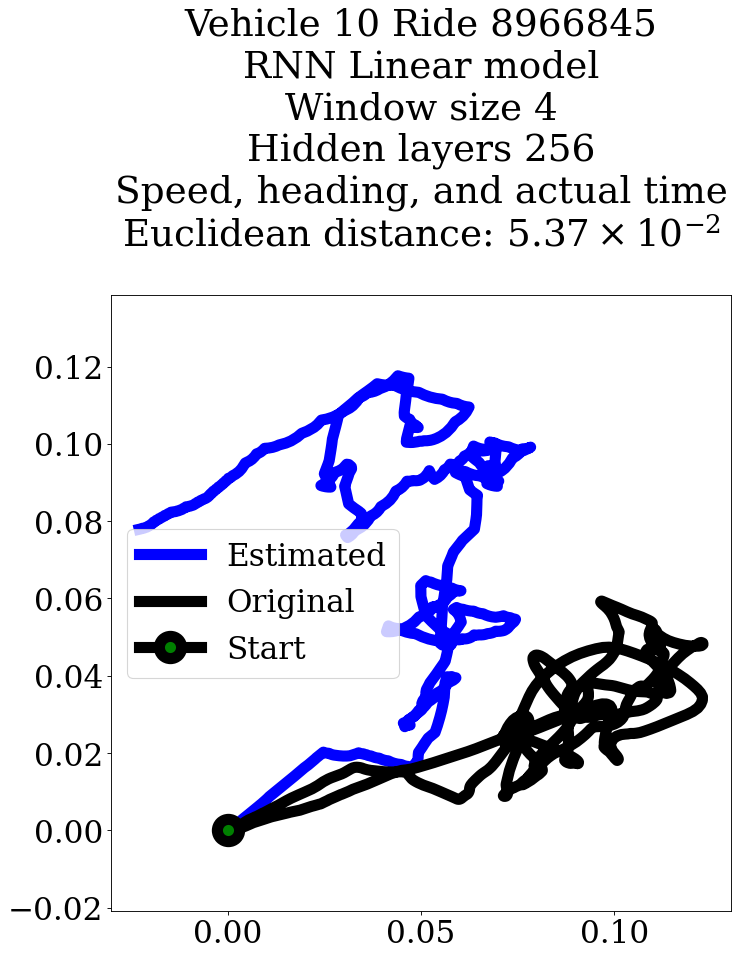 Vehicle 10 Ride 8966845
RNN Linear model
Window size 4
Hidden layers 256
Speed, heading, and actual time
Euclidean distance: 5.37 × 10⁻²
0.12
0.10
0.08
0.06
0.04
0.02
0.00
−0.02
Estimated
Original
Start
0.00 0.05 0.10